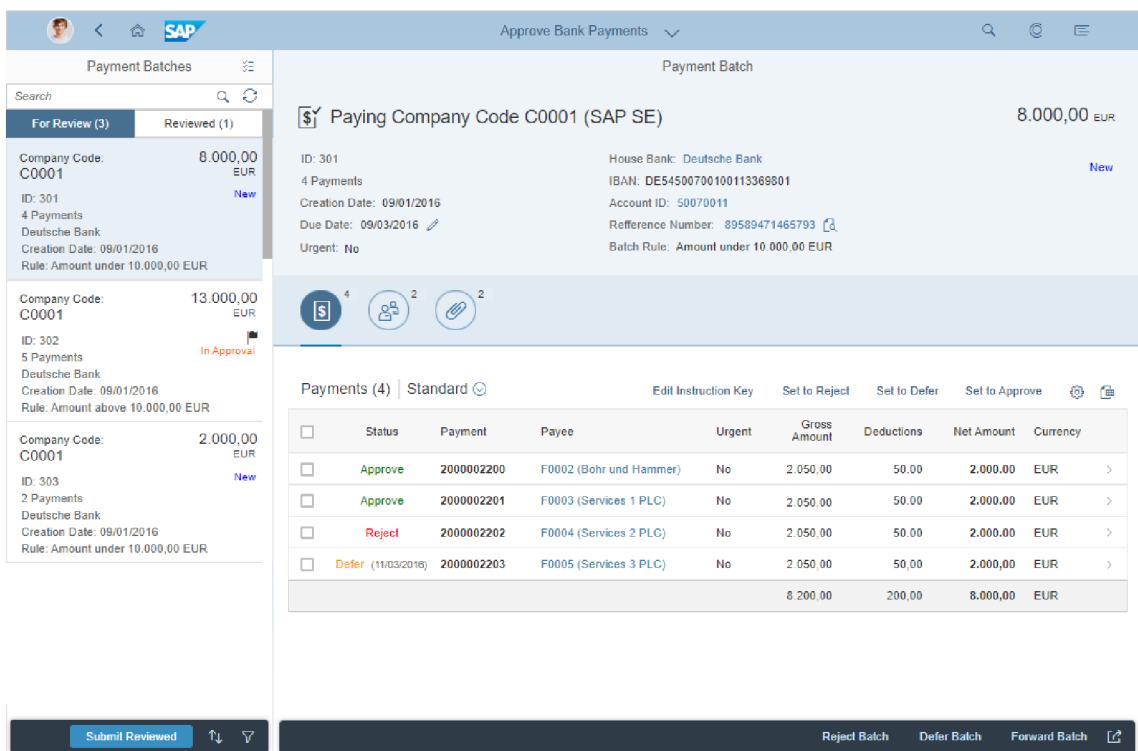 SAP
Approve Bank Payments
Payment Batches
Search
For Review (3)
Reviewed (1)
Company Code: 8.000,00
C0001 EUR
ID: 301 New
4 Payments
Deutsche Bank
Creation Date: 09/01/2016
Rule: Amount under 10.000,00 EUR
Company Code: 13.000,00
C0001 EUR
ID: 302
5 Payments In Approval
Deutsche Bank
Creation Date: 09/01/2016
Rule: Amount above 10.000,00 EUR
Company Code: 2.000,00
C0001 EUR
ID: 303 New
2 Payments
Deutsche Bank
Creation Date: 09/01/2016
Rule: Amount under 10.000,00 EUR
Submit Reviewed
Payment Batch
Paying Company Code C0001 (SAP SE) 8.000,00 EUR
ID: 301
4 Payments
Creation Date: 09/01/2016
Due Date: 09/03/2016
Urgent: No
House Bank: Deutsche Bank
IBAN: DE54500700100113369801
Account ID: 50070011
Refference Number: 89589471465793
Batch Rule: Amount under 10.000,00 EUR
New
4 2 2
Payments (4) Standard Edit Instruction Key Set to Reject Set to Defer Set to Approve
Status Payment Payee Urgent Gross Amount Deductions Net Amount Currency
Approve 2000002200 F0002 (Bohr und Hammer) No 2.050,00 50.00 2.000.00 EUR
Approve 2000002201 F0003 (Services 1 PLC) No 2.050,00 50.00 2.000.00 EUR
Reject 2000002202 F0004 (Services 2 PLC) No 2.050,00 50.00 2.000.00 EUR
Defer (11/03/2016) 2000002203 F0005 (Services 3 PLC) No 2.050,00 50,00 2.000,00 EUR
8.200,00 200,00 8.000,00 EUR
Reject Batch Defer Batch Forward Batch